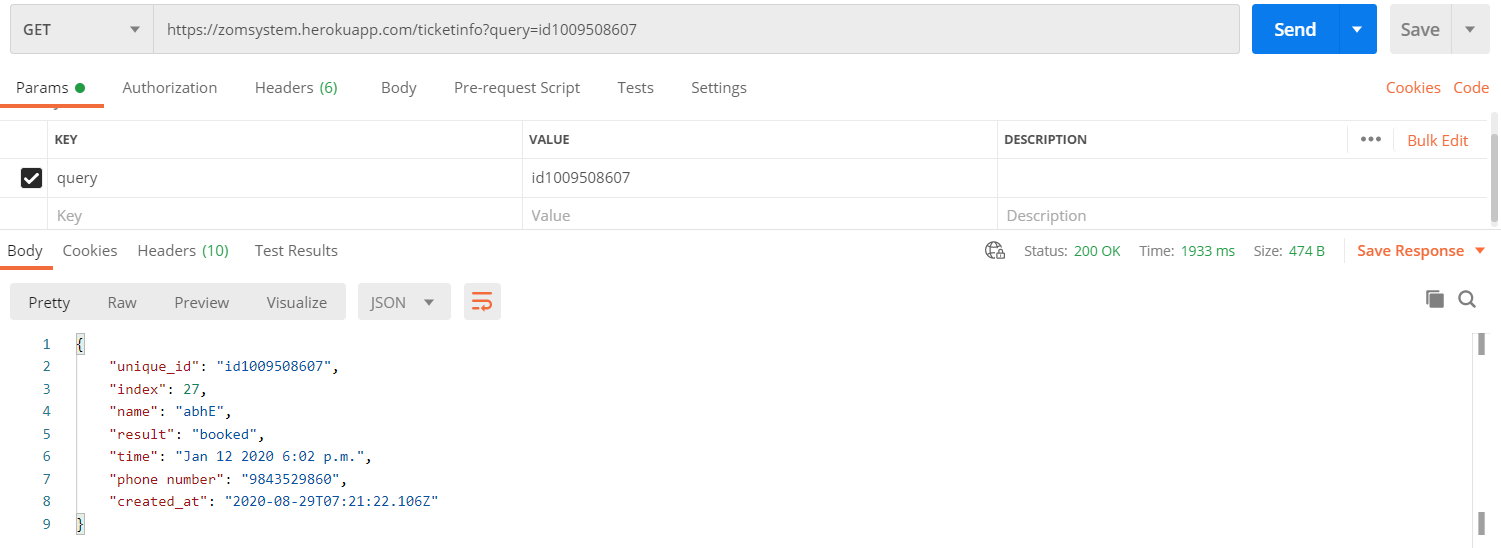 GET https://zomsystem.herokuapp.com/ticketinfo?query=id1009508607 Send Save
Params Authorization Headers (6) Body Pre-request Script Tests Settings Cookies Code
KEY VALUE DESCRIPTION ••• Bulk Edit
query id1009508607
Key Value Description
Body Cookies Headers (10) Test Results Status: 200 OK Time: 1933 ms Size: 474 B Save Response
Pretty Raw Preview Visualize JSON
1 {
2 "unique_id": "id1009508607",
3 "index": 27,
4 "name": "abhE",
5 "result": "booked",
6 "time": "Jan 12 2020 6:02 p.m.",
7 "phone number": "9843529860",
8 "created_at": "2020-08-29T07:21:22.106Z"
9 }